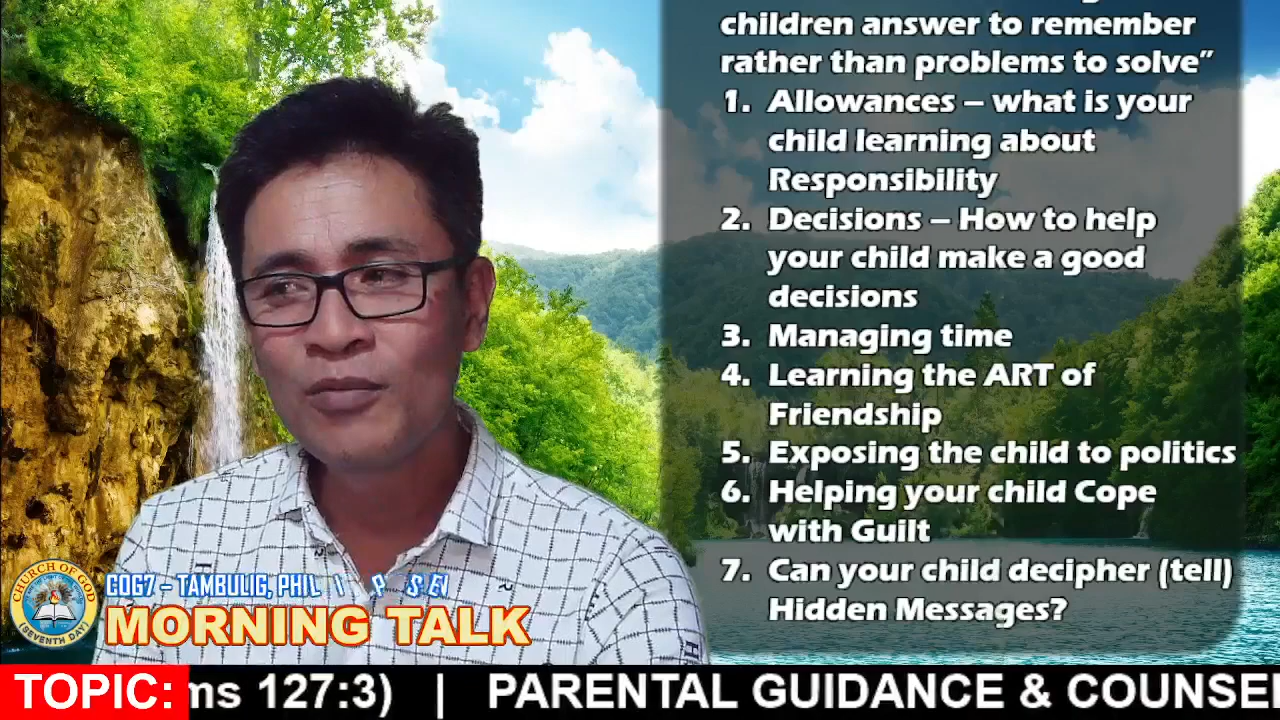 children answer to remember
rather than problems to solve”
1. Allowances – what is your
child learning about
Responsibility
2. Decisions – How to help
your child make a good
decisions
3. Managing time
4. Learning the ART of
Friendship
5. Exposing the child to politics
6. Helping your child Cope
with Guilt
7. Can your child decipher (tell)
Hidden Messages?
CHURCH OF GOD
(SEVENTH DAY)
COG7 – TAMBULIG, PHIL
MORNING TALK
TOPIC: ms 127:3) | PARENTAL GUIDANCE & COUNSEL